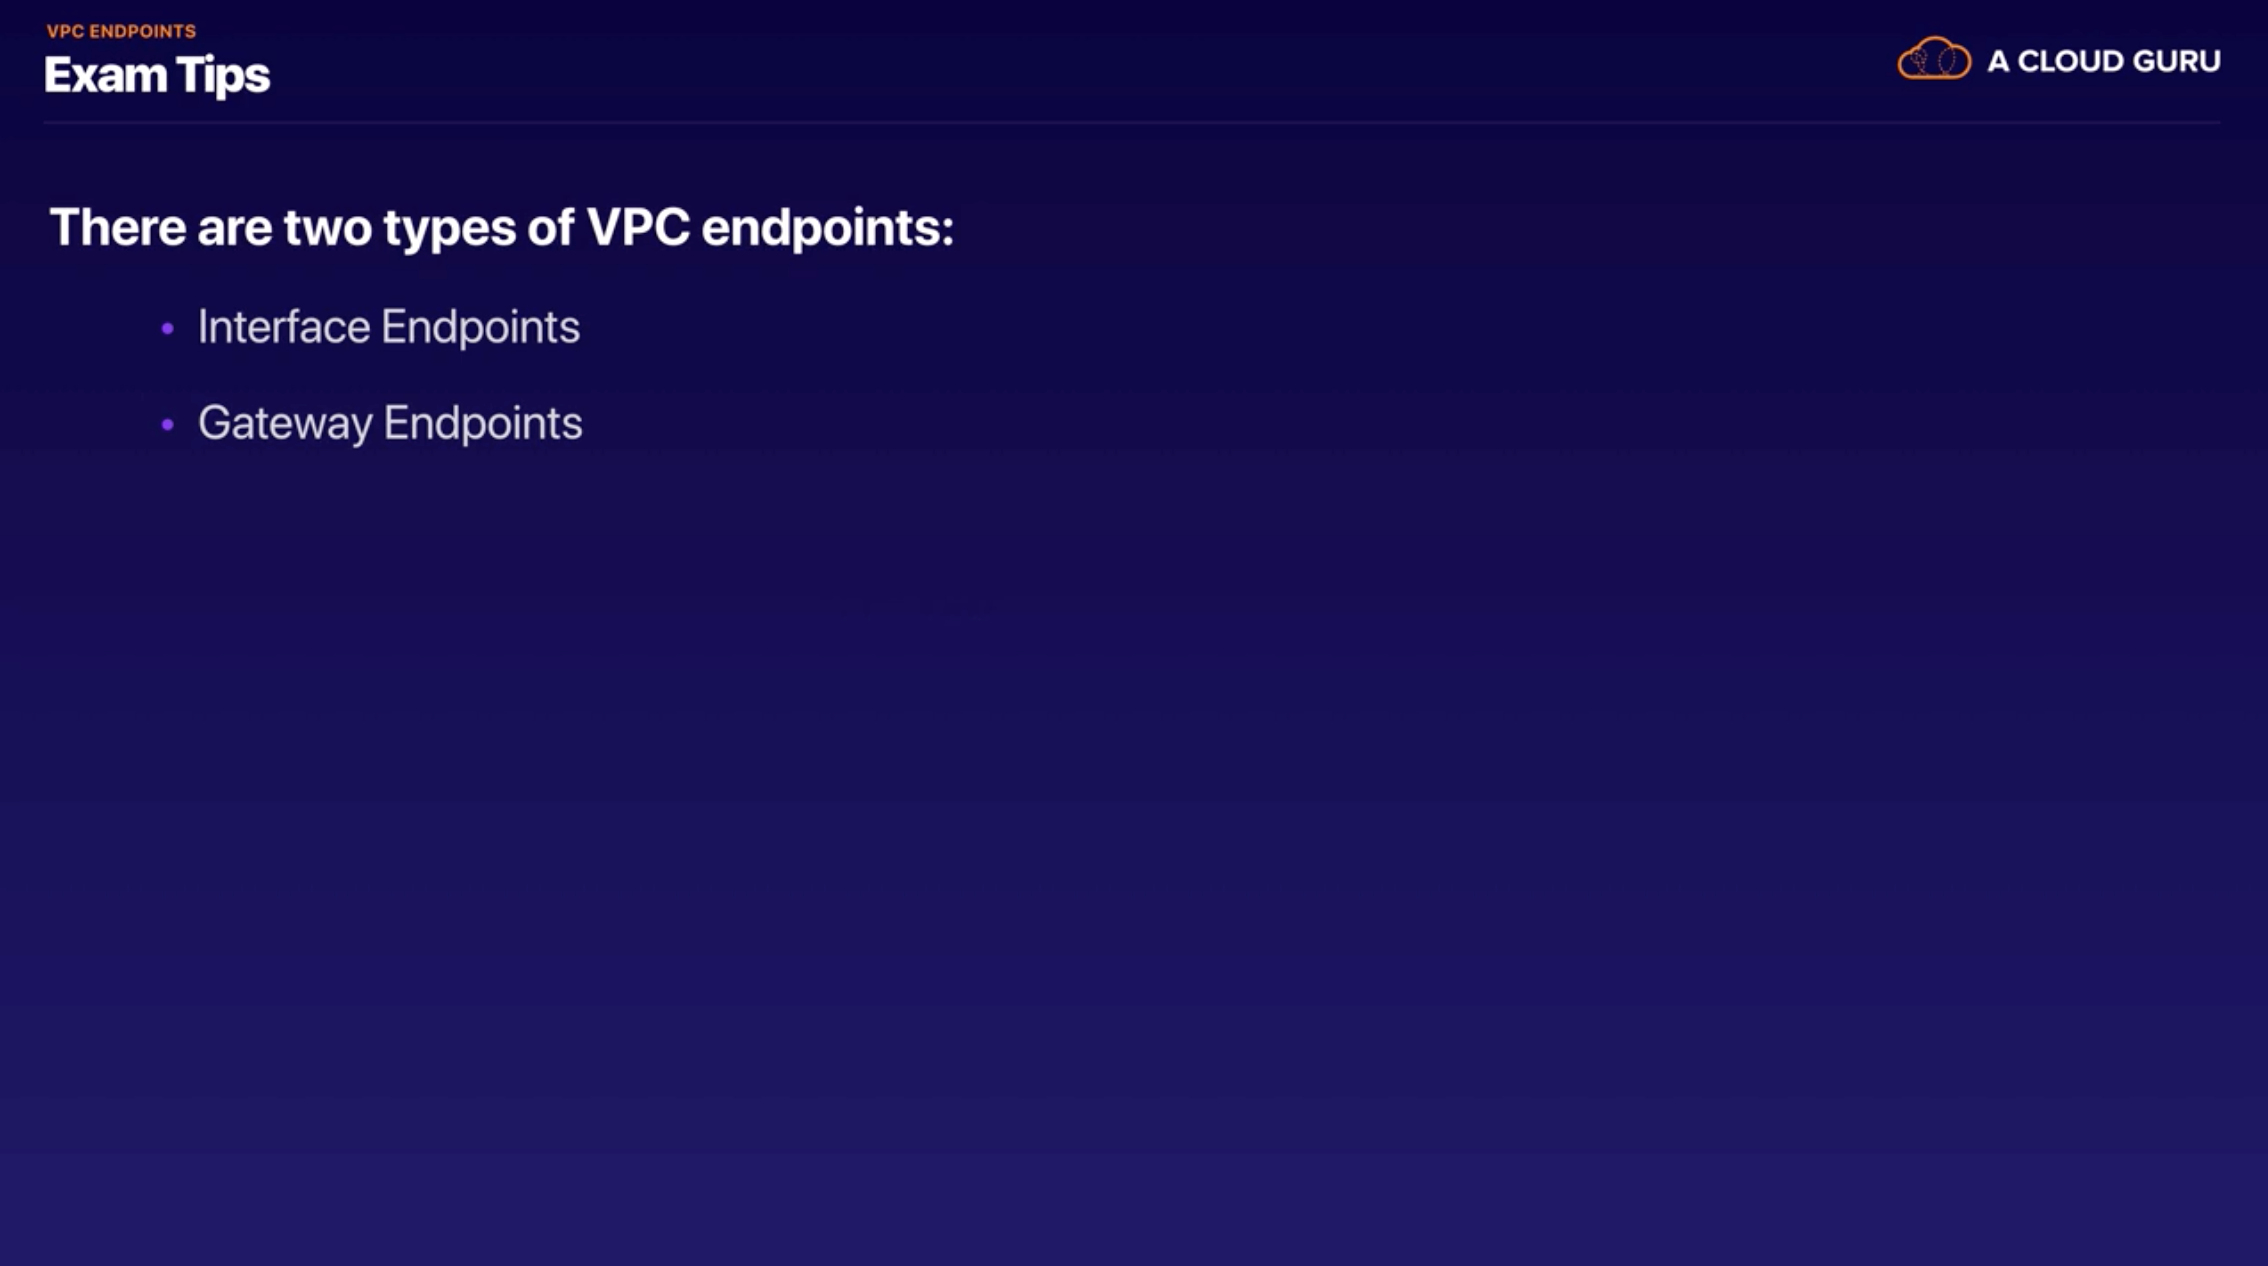 VPC ENDPOINTS
Exam Tips
A CLOUD GURU
There are two types of VPC endpoints:
• Interface Endpoints
• Gateway Endpoints